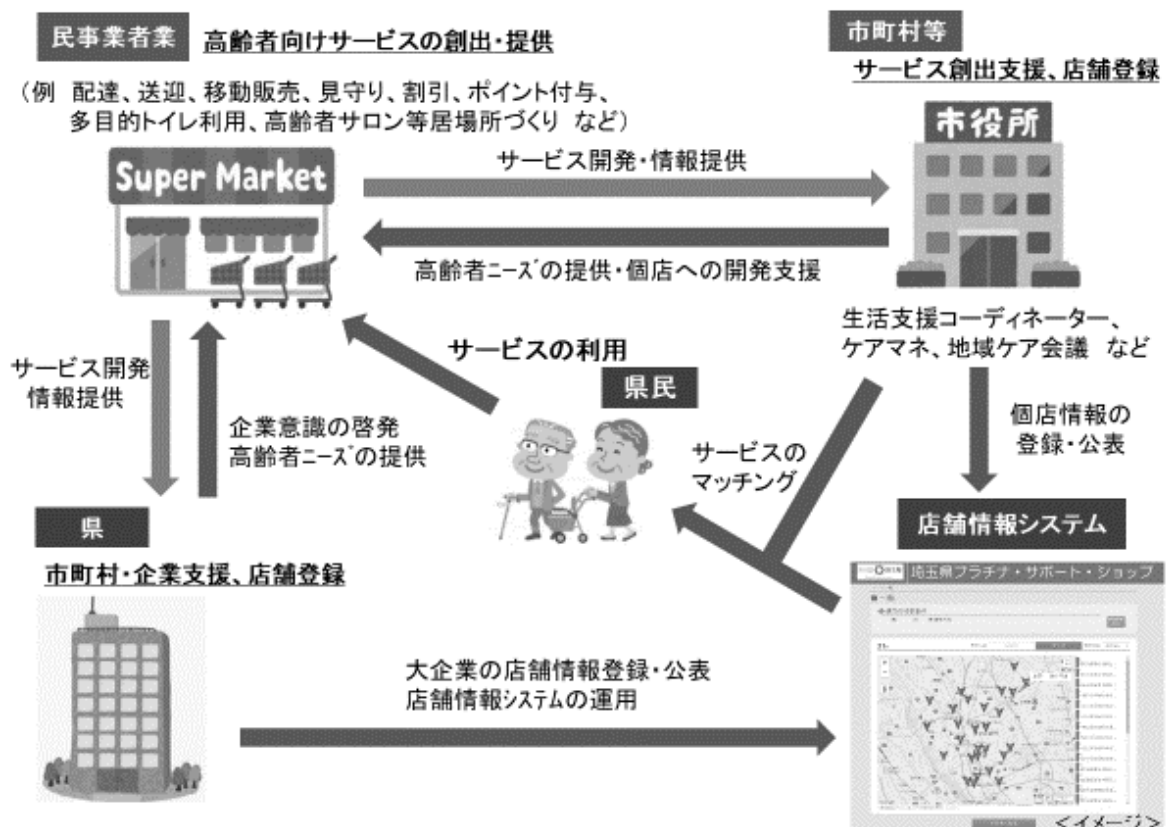 民事業者業
高齢者向けサービスの創出・提供
（例　配達、送迎、移動販売、見守り、割引、ポイント付与、
多目的トイレ利用、高齢者サロン等居場所づくり　など）
市町村等
サービス創出支援、店舗登録
市役所
Super Market
サービス開発・情報提供
高齢者ニーズの提供・個店への開発支援
生活支援コーディネーター、
ケアマネ、地域ケア会議　など
サービス開発
情報提供
企業意識の啓発
高齢者ニーズの提供
サービスの利用
県民
サービスの
マッチング
個店情報の
登録・公表
県
市町村・企業支援、店舗登録
店舗情報システム
埼玉県プラチナ・サポート・ショップ
大企業の店舗情報登録・公表
店舗情報システムの運用
＜イメージ＞